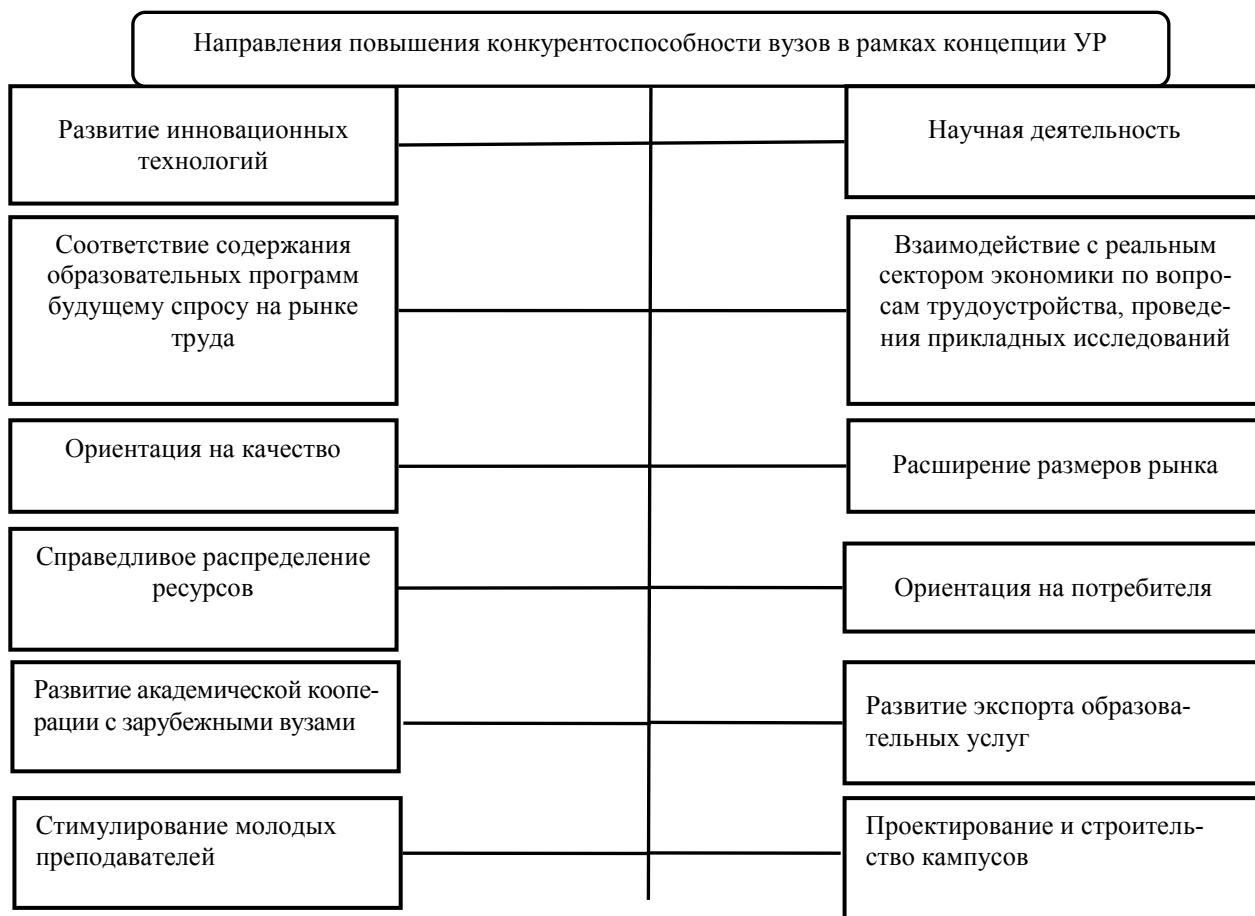 Направления повышения конкурентоспособности вузов в рамках концепции УР
Развитие инновационных
технологий
Научная деятельность
Соответствие содержания
образовательных программ
будущему спросу на рынке
труда
Взаимодействие с реальным
сектором экономики по вопро-
сам трудоустройства, проведе-
ния прикладных исследований
Ориентация на качество
Расширение размеров рынка
Справедливое распределение
ресурсов
Ориентация на потребителя
Развитие академической коопе-
рации с зарубежными вузами
Развитие экспорта образова-
тельных услуг
Стимулирование молодых
преподавателей
Проектирование и строитель-
ство кампусов